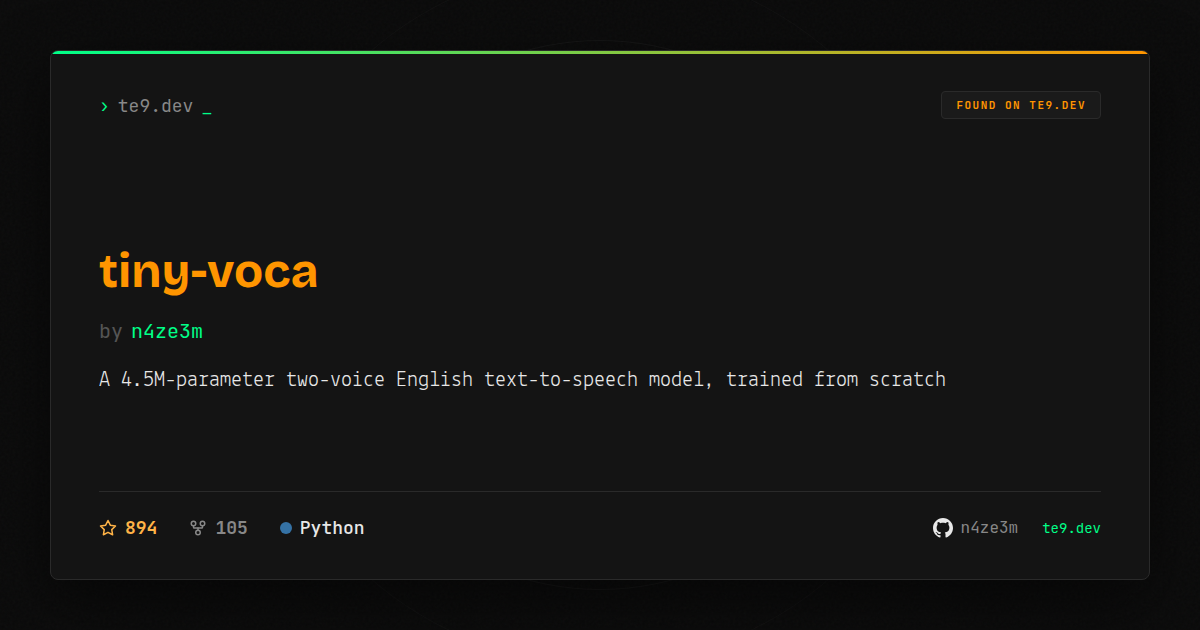 › te9.dev _
FOUND ON TE9.DEV
tiny-voca
by n4ze3m
A 4.5M-parameter two-voice English text-to-speech model, trained from scratch
894 105 Python
n4ze3m te9.dev